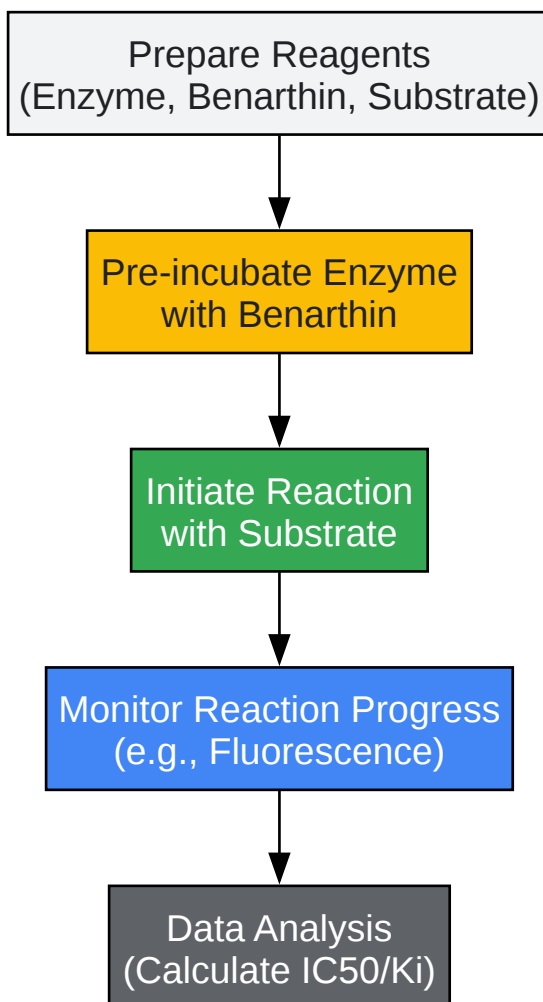 Prepare Reagents
(Enzyme, Benarthin, Substrate)
Pre-incubate Enzyme
with Benarthin
Initiate Reaction
with Substrate
Monitor Reaction Progress
(e.g., Fluorescence)
Data Analysis
(Calculate IC50/Ki)